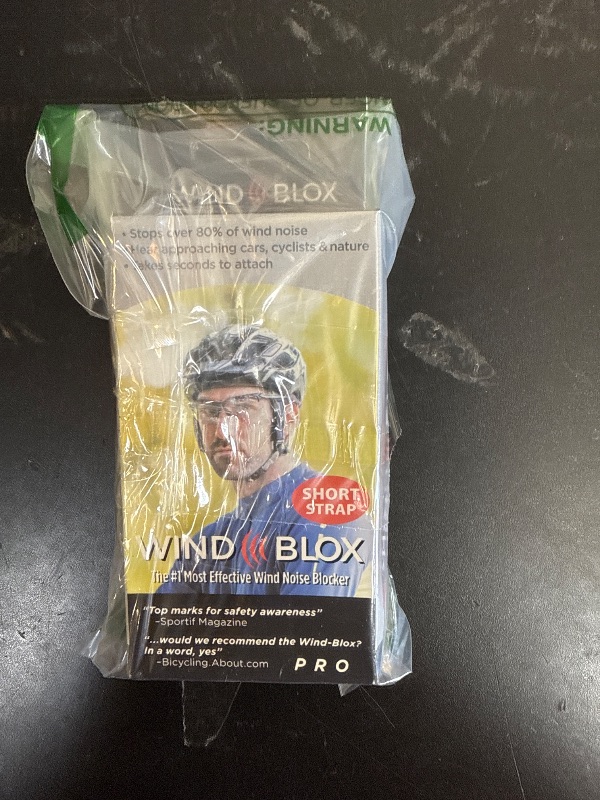 WARNING:
WIND BLOX
• Stops over 80% of wind noise
• Hear approaching cars, cyclists & nature
• Takes seconds to attach
SHORT
STRAP
WIND BLOX
The #1 Most Effective Wind Noise Blocker
"Top marks for safety awareness"
–Sportif Magazine
"...would we recommend the Wind-Blox?
In a word, yes"
–Bicycling.About.com
PRO